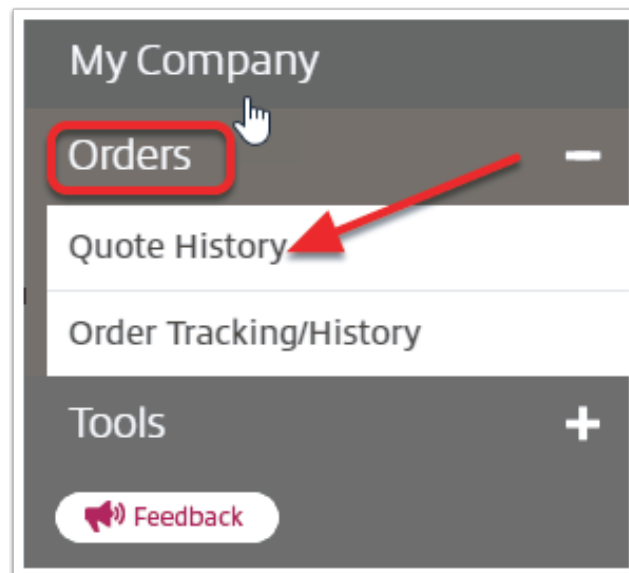 My Company
Orders
Quote History
Order Tracking/History
Tools
Feedback